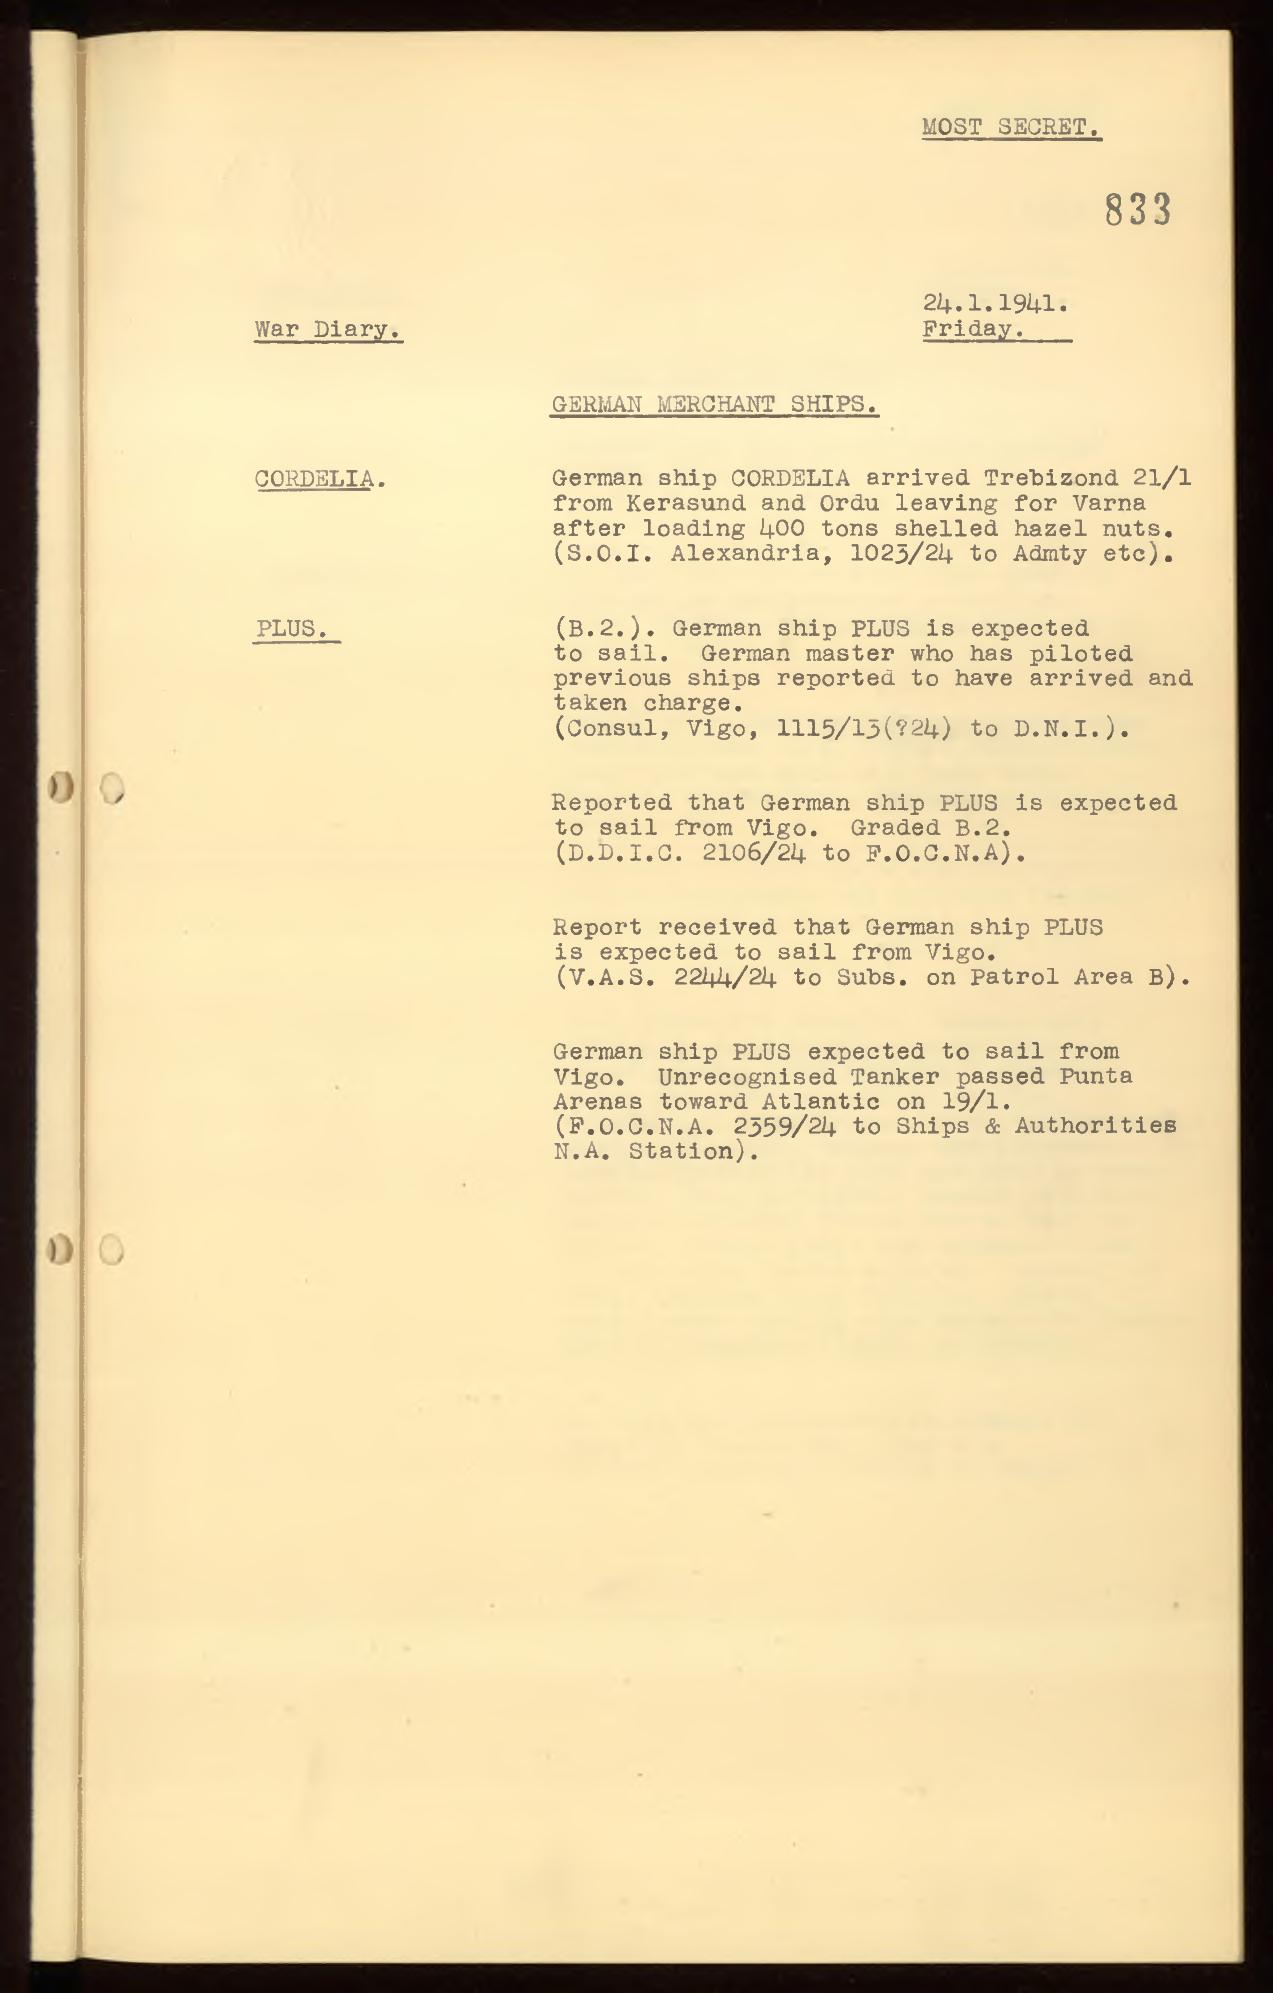 MOST SECRET.
833
24.1.1941.
War Diary.
Friday.
GERMAN MERCHANT SHIPS.
CORDELIA.
German ship CORDELIA arrived Trebizond 21/1
from Kerasund and Ordu leaving for Varna
after loading 400 tons shelled hazel nuts.
(S.O.I. Alexandria, 1023/24 to Admty etc).
PLUS.
(B.2.). German ship PLUS is expected
to sail. German master who has piloted
previous ships reported to have arrived and
taken charge.
(Consul, Vigo, 1115/13(?24) to D.N.I.).
Reported that German ship PLUS is expected
to sail from Vigo. Graded B.2.
(D.D.I.C. 2106/24 to F.O.C.N.A).
Report received that German ship PLUS
is expected to sail from Vigo.
(V.A.S. 2244/24 to Subs. on Patrol Area B).
German ship PLUS expected to sail from
Vigo. Unrecognised Tanker passed Punta
Arenas toward Atlantic on 19/1.
(F.O.C.N.A. 2359/24 to Ships & Authorities
N.A. Station).